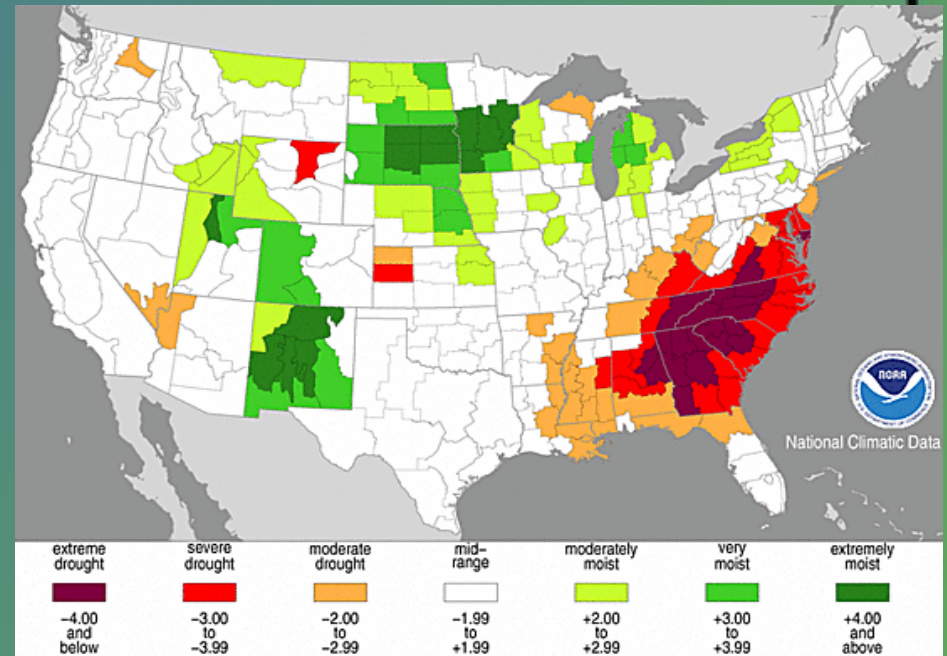 NOAA
National Climatic Data
extreme drought
severe drought
moderate drought
mid–range
moderately moist
very moist
extremely moist
−4.00 and below
−3.00 to −3.99
−2.00 to −2.99
−1.99 to +1.99
+2.00 to +2.99
+3.00 to +3.99
+4.00 and above